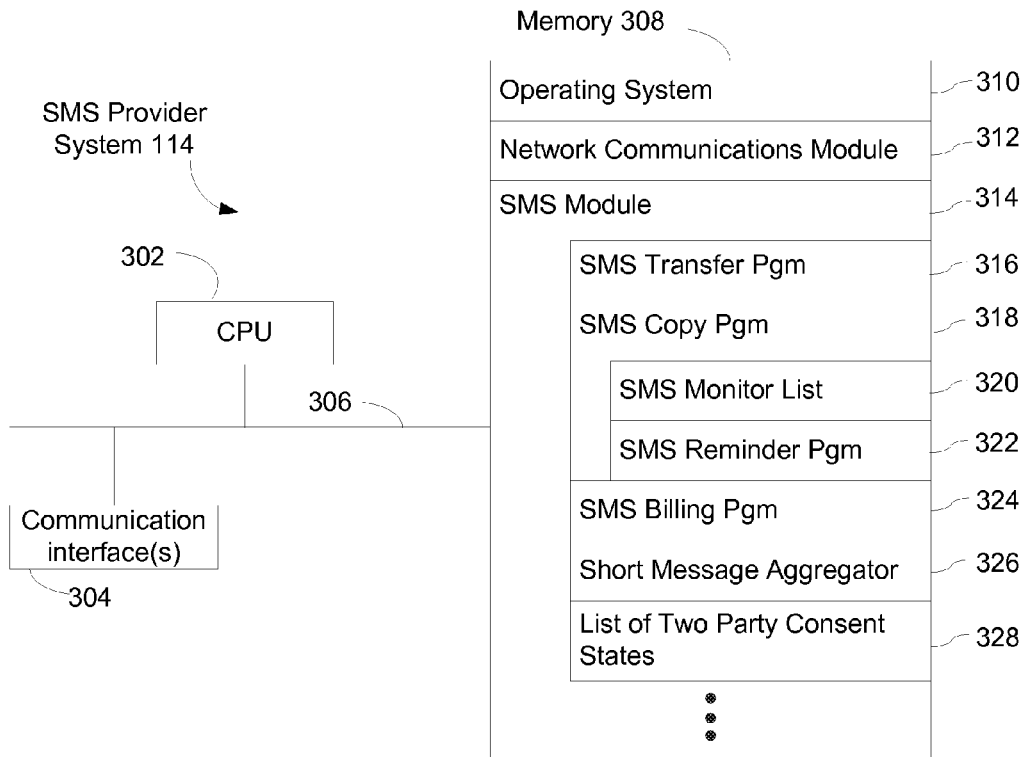 Memory 308
Operating System
310
SMS Provider
System 114
Network Communications Module
312
SMS Module
314
302
SMS Transfer Pgm
316
CPU
SMS Copy Pgm
318
SMS Monitor List
320
306
SMS Reminder Pgm
322
Communication
interface(s)
304
SMS Billing Pgm
324
Short Message Aggregator
326
List of Two Party Consent
States
328